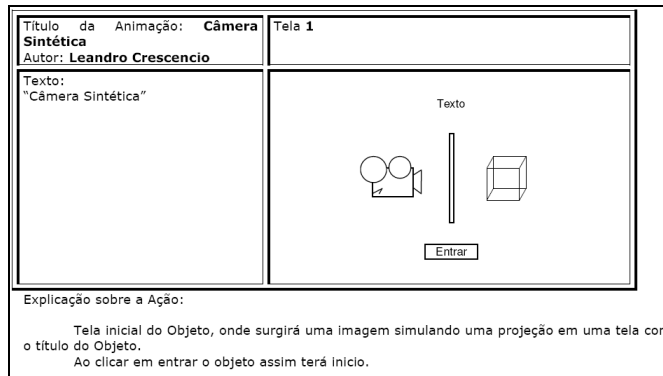 Título da Animação: Câmera
Sintética
Autor: Leandro Crescencio
Tela 1
Texto:
“Câmera Sintética”
Texto
Entrar
Explicação sobre a Ação:
Tela inicial do Objeto, onde surgirá uma imagem simulando uma projeção em uma tela com
o título do Objeto.
Ao clicar em entrar o objeto assim terá inicio.